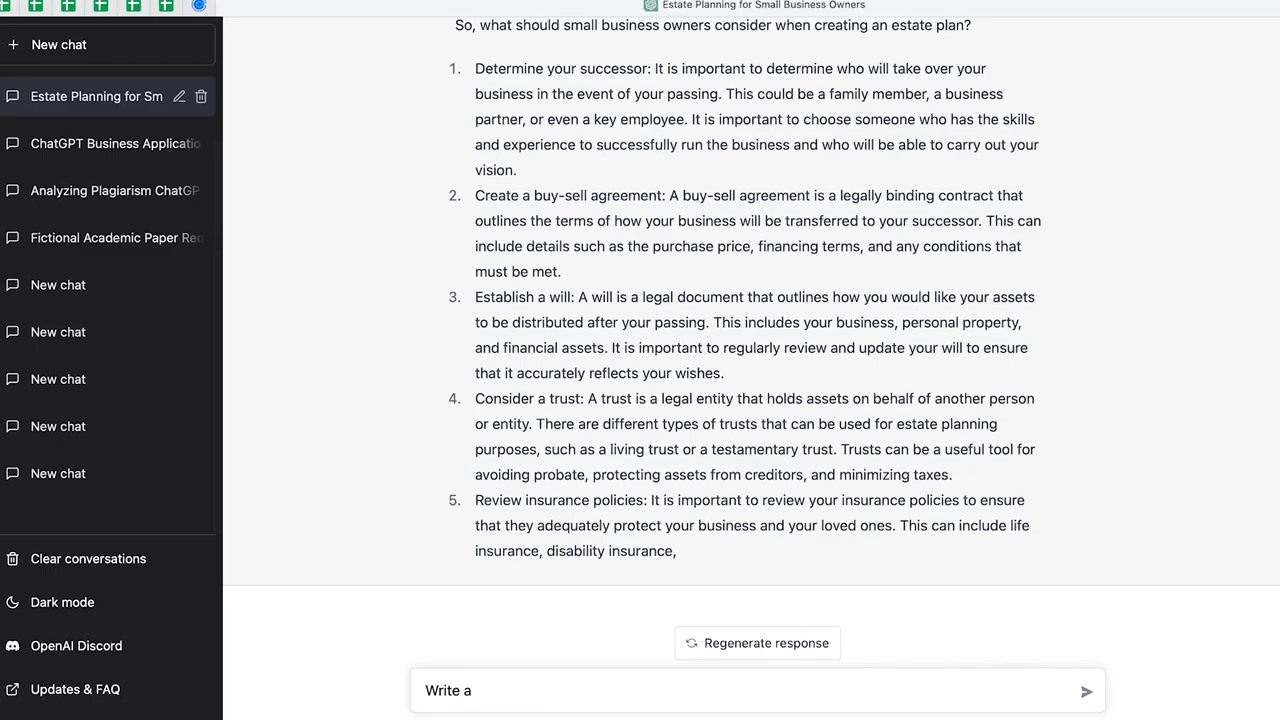 Estate Planning for Small Business Owners
So, what should small business owners consider when creating an estate plan?
New chat
Estate Planning for Sm
ChatGPT Business Applicatio
Analyzing Plagiarism ChatGP
Fictional Academic Paper Req
New chat
New chat
New chat
New chat
New chat
Clear conversations
Dark mode
OpenAI Discord
Updates & FAQ
1. Determine your successor: It is important to determine who will take over your
business in the event of your passing. This could be a family member, a business
partner, or even a key employee. It is important to choose someone who has the skills
and experience to successfully run the business and who will be able to carry out your
vision.
2. Create a buy-sell agreement: A buy-sell agreement is a legally binding contract that
outlines the terms of how your business will be transferred to your successor. This can
include details such as the purchase price, financing terms, and any conditions that
must be met.
3. Establish a will: A will is a legal document that outlines how you would like your assets
to be distributed after your passing. This includes your business, personal property,
and financial assets. It is important to regularly review and update your will to ensure
that it accurately reflects your wishes.
4. Consider a trust: A trust is a legal entity that holds assets on behalf of another person
or entity. There are different types of trusts that can be used for estate planning
purposes, such as a living trust or a testamentary trust. Trusts can be a useful tool for
avoiding probate, protecting assets from creditors, and minimizing taxes.
5. Review insurance policies: It is important to review your insurance policies to ensure
that they adequately protect your business and your loved ones. This can include life
insurance, disability insurance,
Regenerate response
Write a